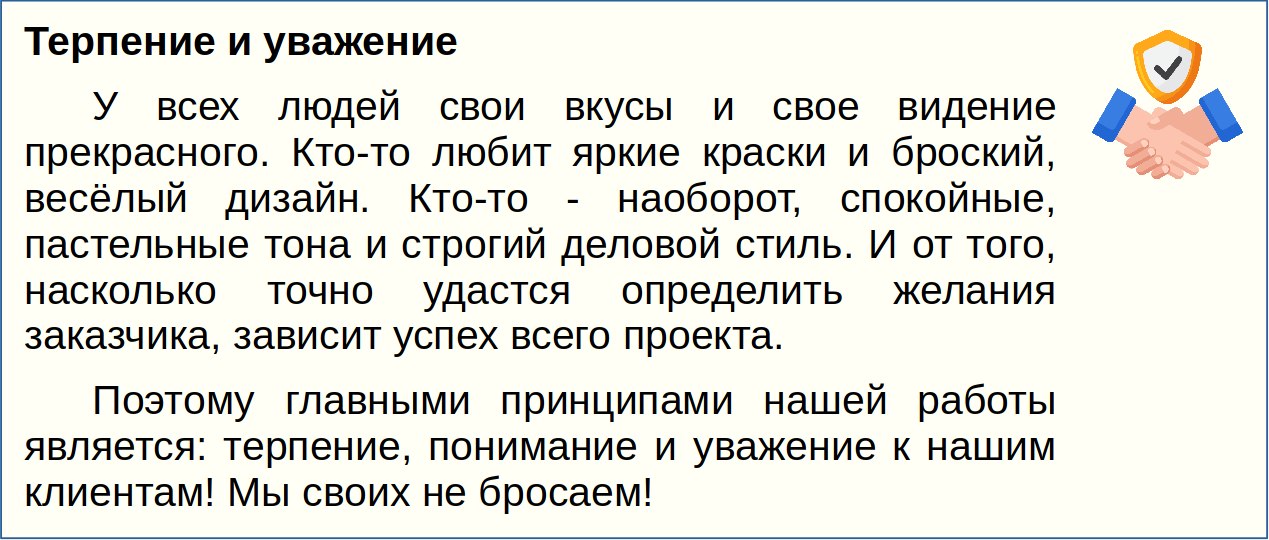 Терпение и уважение
У всех людей свои вкусы и свое видение
прекрасного. Кто-то любит яркие краски и броский,
весёлый дизайн. Кто-то - наоборот, спокойные,
пастельные тона и строгий деловой стиль. И от того,
насколько точно удастся определить желания
заказчика, зависит успех всего проекта.
Поэтому главными принципами нашей работы
является: терпение, понимание и уважение к нашим
клиентам! Мы своих не бросаем!